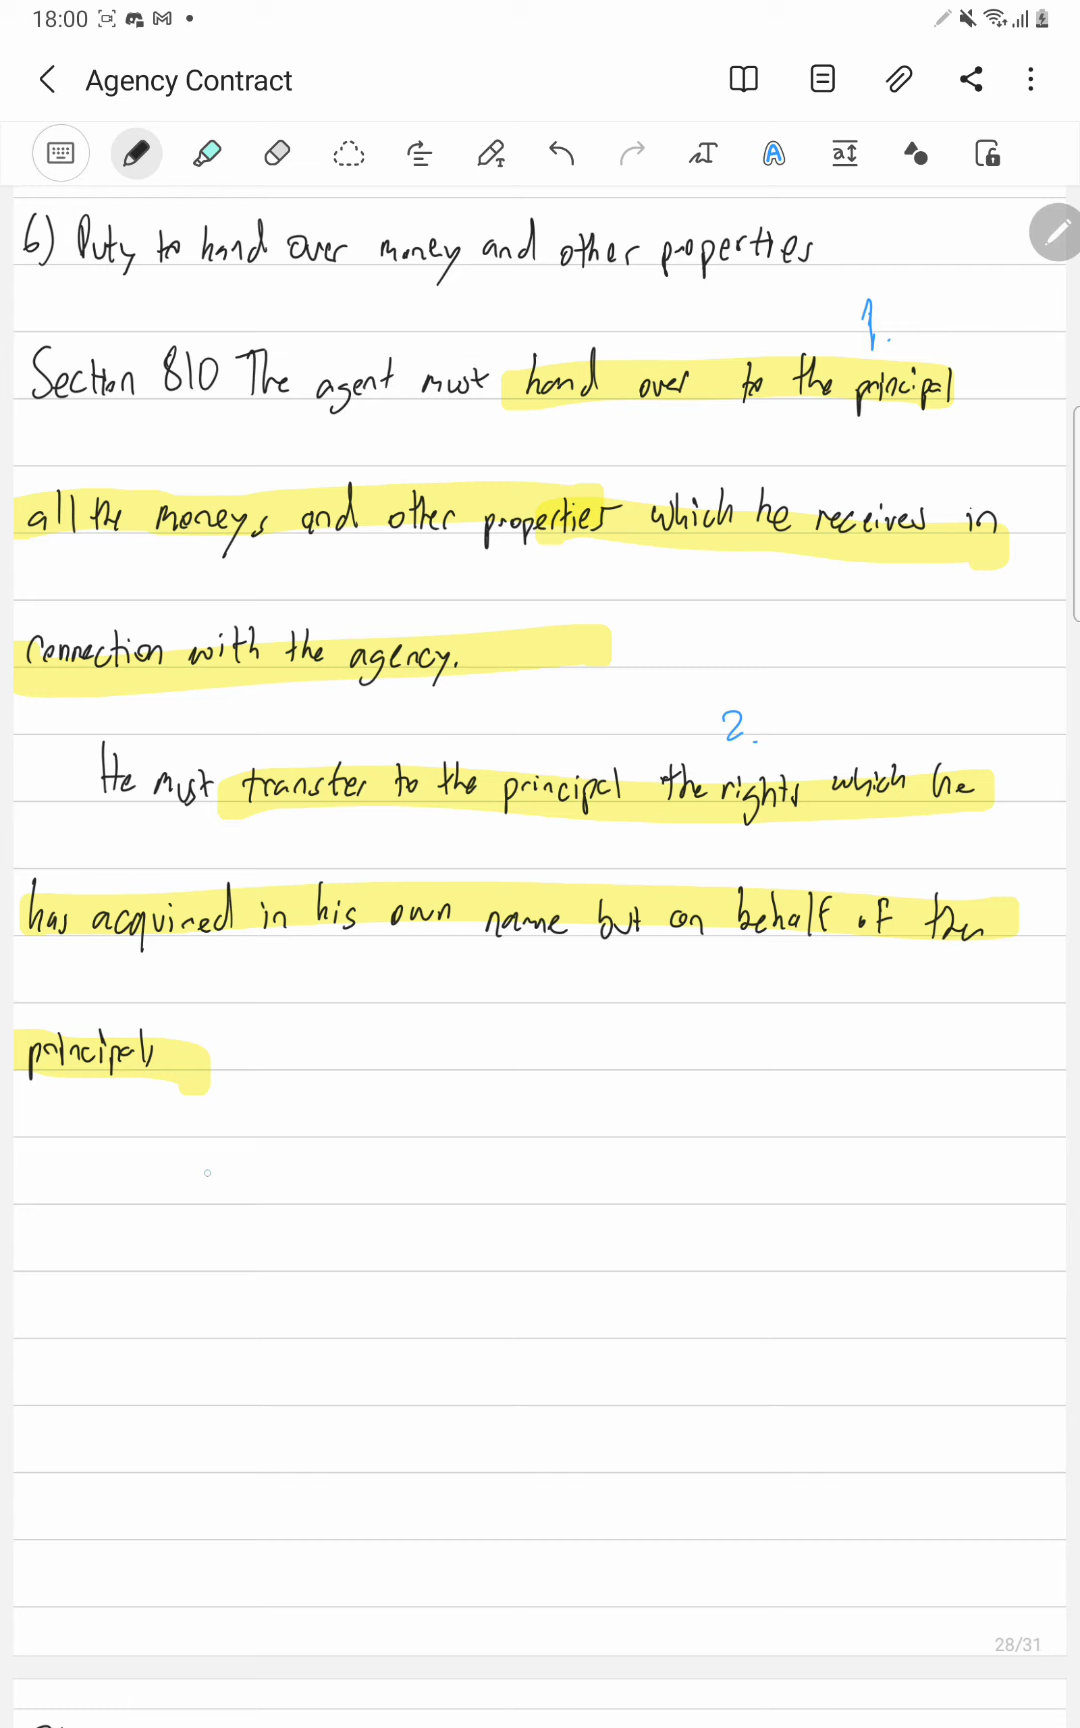 18:00
Agency Contract
6) Duty to hand over money and other properties
1.
Section 810 The agent must hand over to the principal
all the moneys and other properties which he receives in
connection with the agency.
2.
He must transfer to the principal the rights which he
has acquired in his own name but on behalf of the
principal
28/31